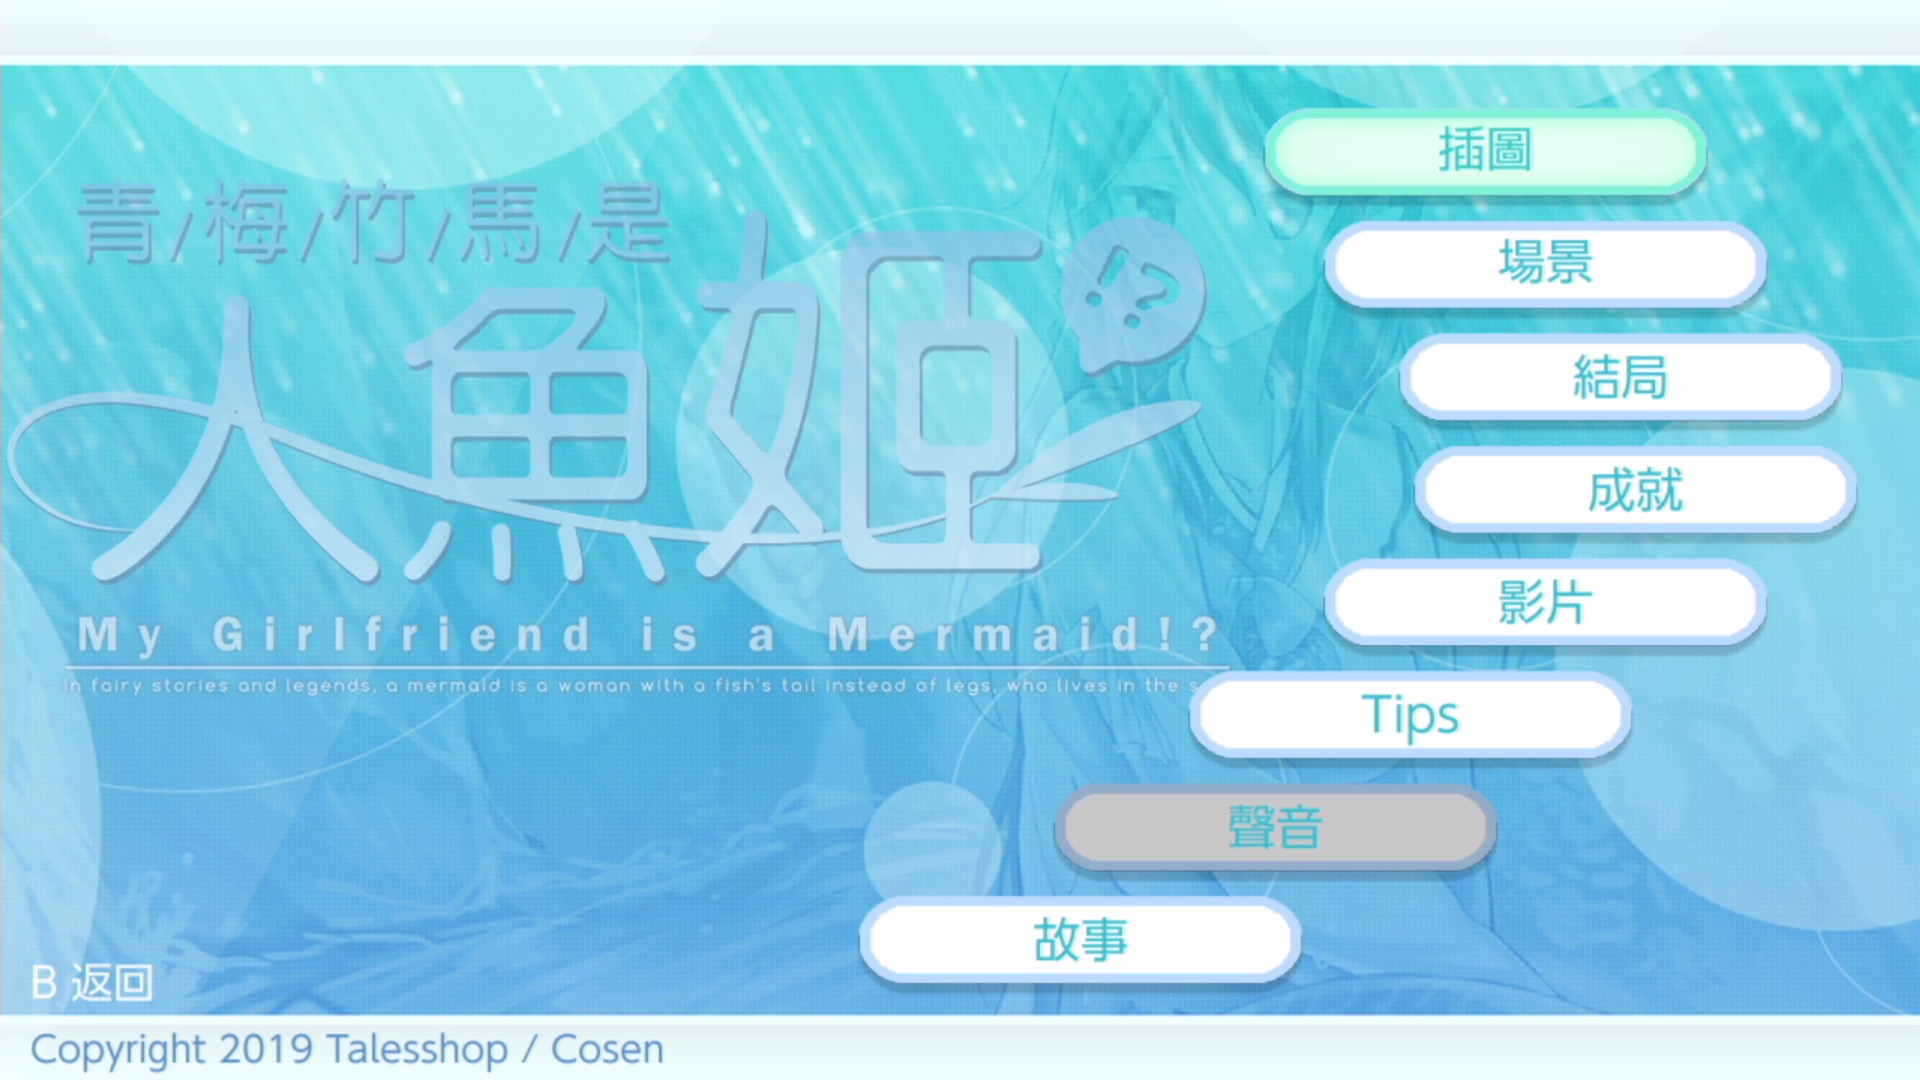 青/梅/竹/馬/是
人魚姬!?
My Girlfriend is a Mermaid!?
In fairy stories and legends, a mermaid is a woman with a fish's tail instead of legs, who lives in the
插圖
場景
結局
成就
影片
Tips
聲音
故事
B 返回
Copyright 2019 Talesshop / Cosen